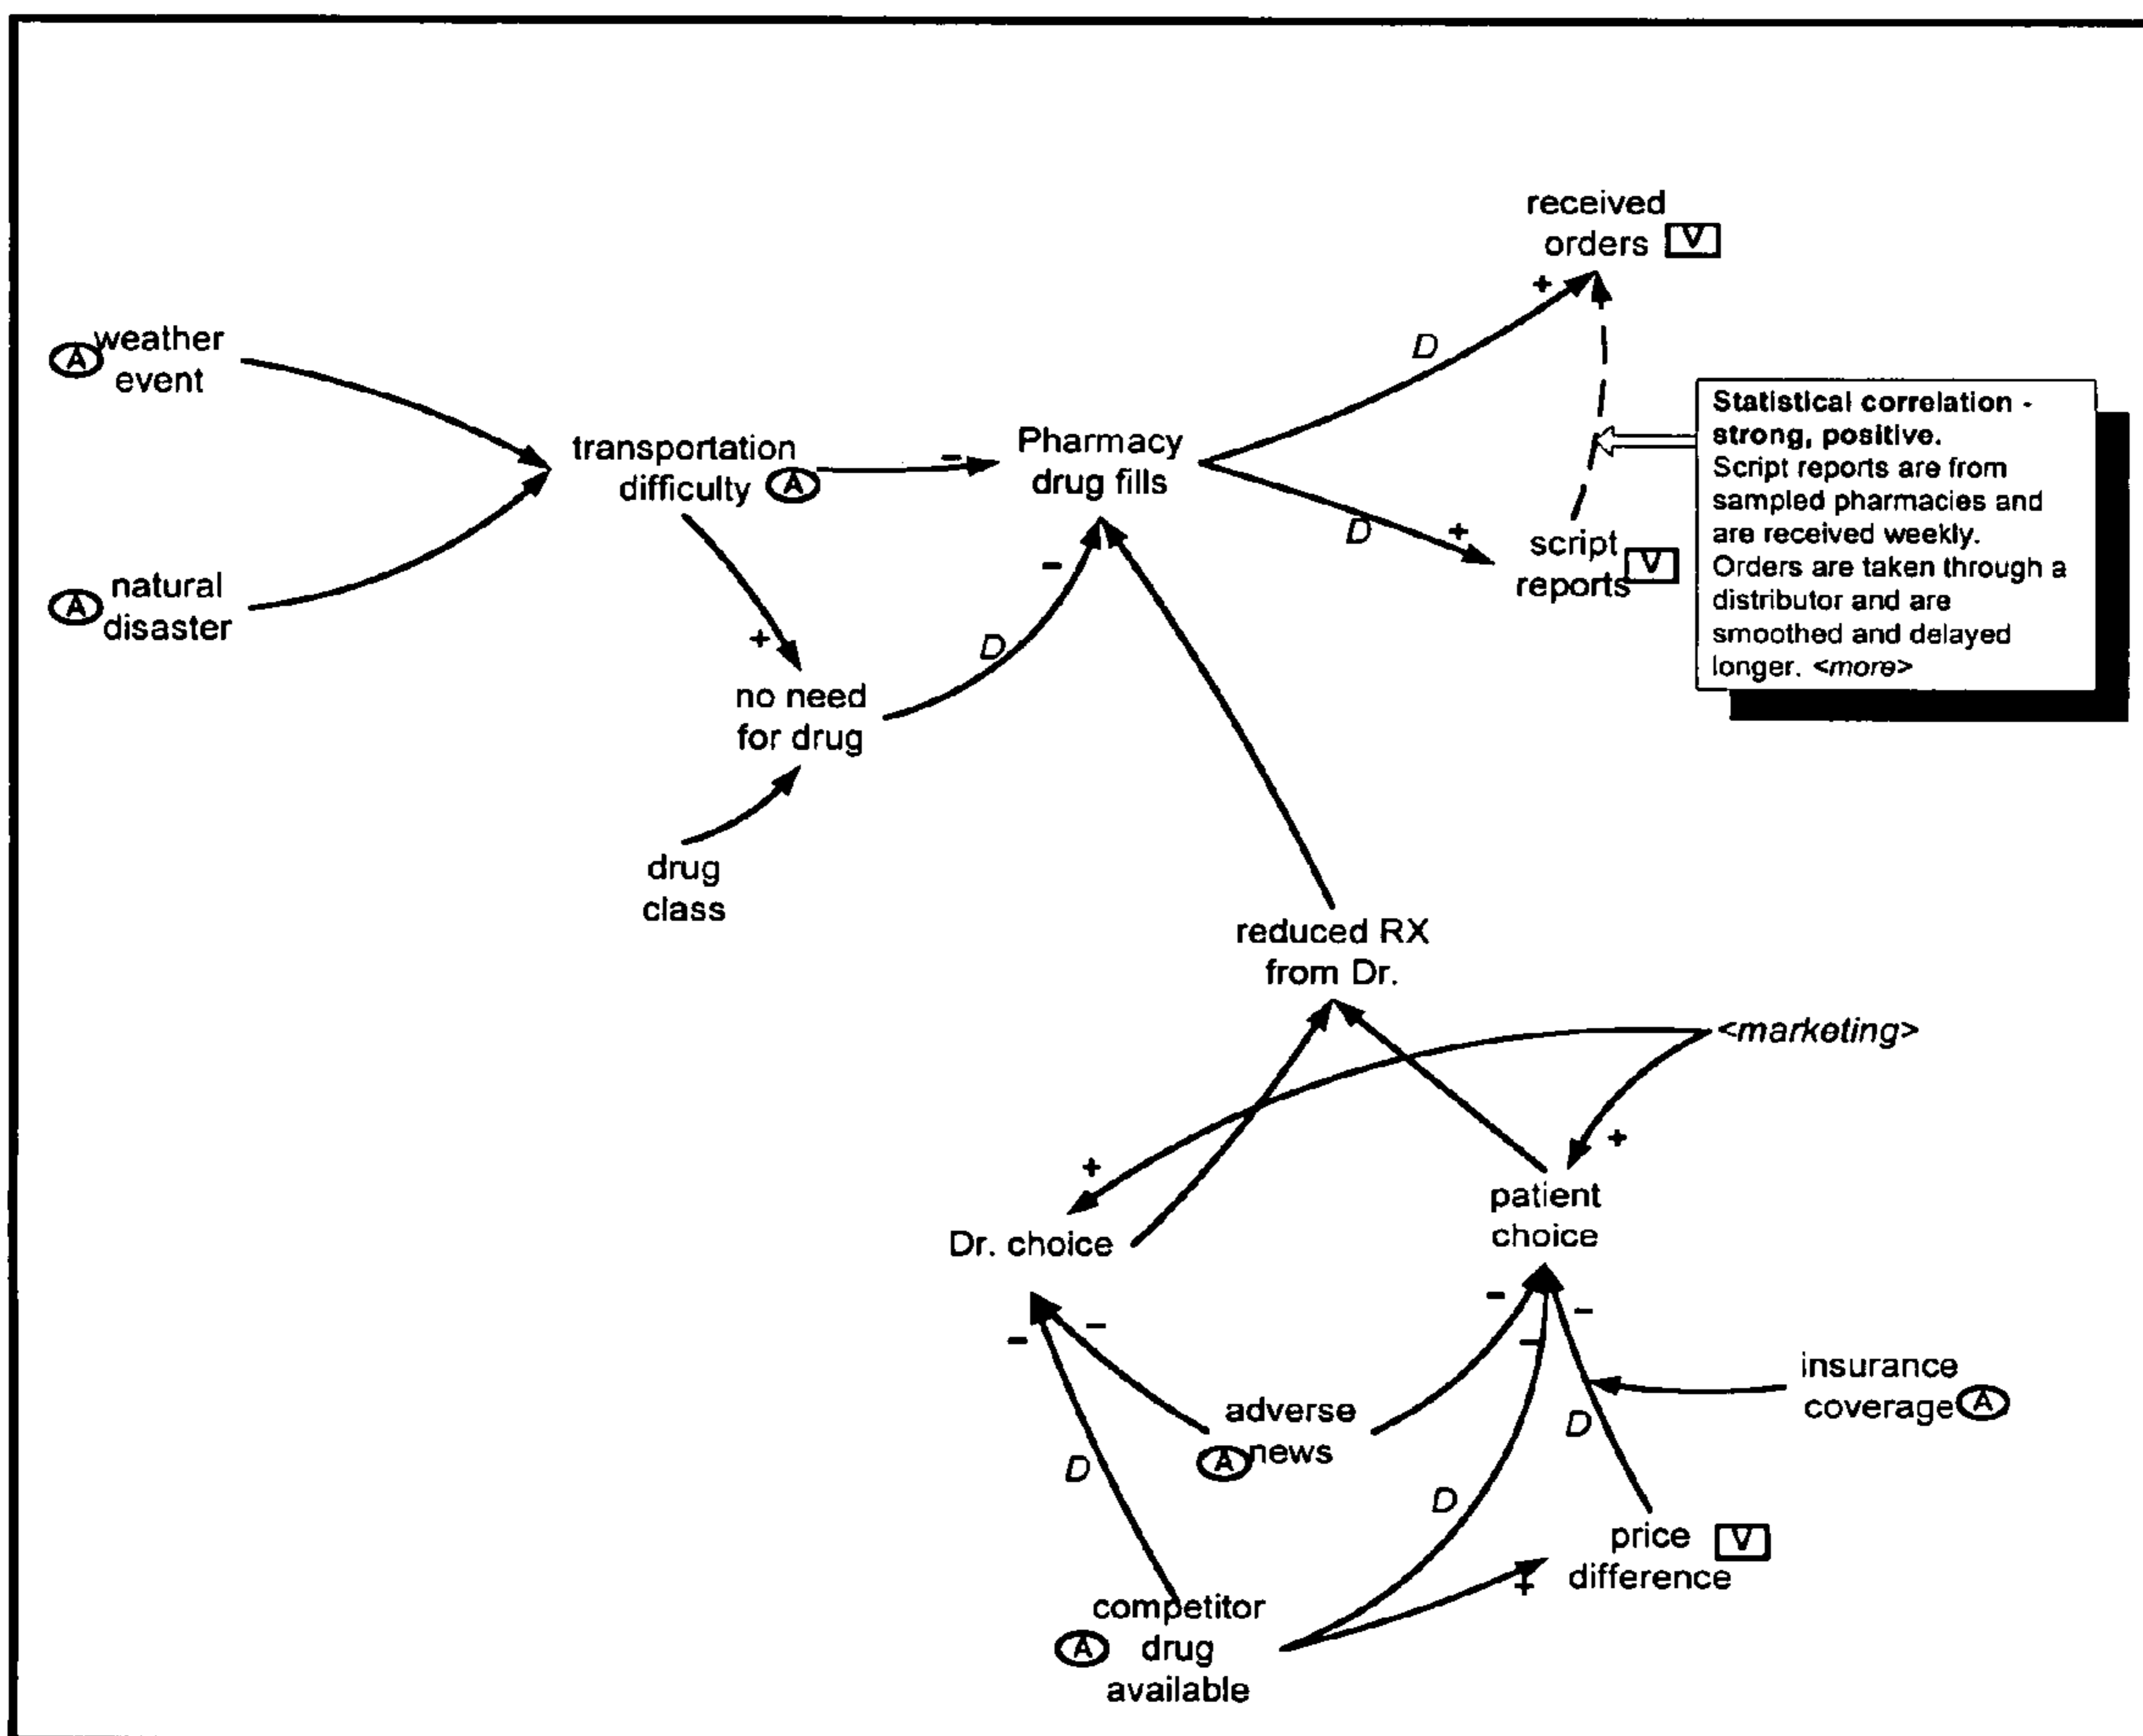 received
orders V
+
D
A weather
event
Statistical correlation -
strong, positive.
Script reports are from
sampled pharmacies and
are received weekly.
Orders are taken through a
distributor and are
smoothed and delayed
longer. <more>
transportation
difficulty A
-
Pharmacy
drug fills
D
+
script
reports V
A natural
disaster
-
+
D
no need
for drug
drug
class
reduced RX
from Dr.
<marketing>
+
+
patient
choice
Dr. choice
-
-
-
-
-
insurance
coverage A
adverse
A news
D
D
D
price V
difference
+
competitor
A drug
available